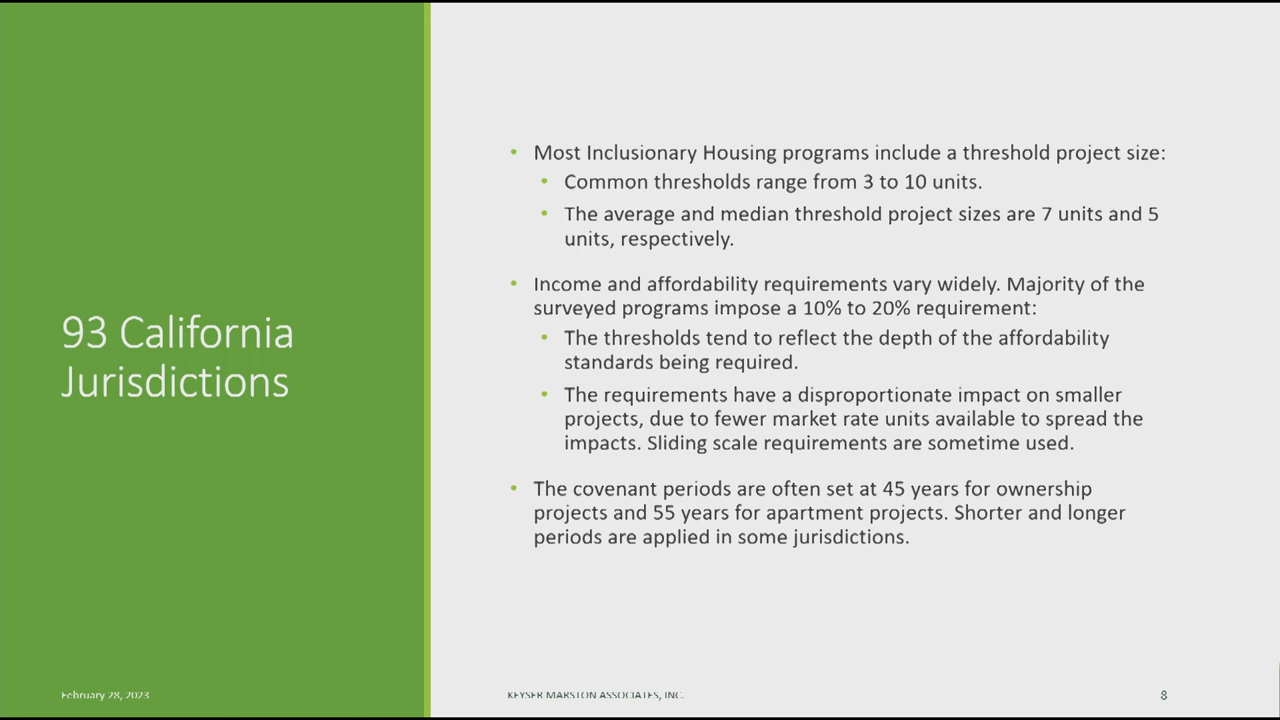 93 California
Jurisdictions
• Most Inclusionary Housing programs include a threshold project size:
• Common thresholds range from 3 to 10 units.
• The average and median threshold project sizes are 7 units and 5
units, respectively.
• Income and affordability requirements vary widely. Majority of the
surveyed programs impose a 10% to 20% requirement:
• The thresholds tend to reflect the depth of the affordability
standards being required.
• The requirements have a disproportionate impact on smaller
projects, due to fewer market rate units available to spread the
impacts. Sliding scale requirements are sometime used.
• The covenant periods are often set at 45 years for ownership
projects and 55 years for apartment projects. Shorter and longer
periods are applied in some jurisdictions.
February 28, 2023
KEYSER MARSTON ASSOCIATES, INC.
8